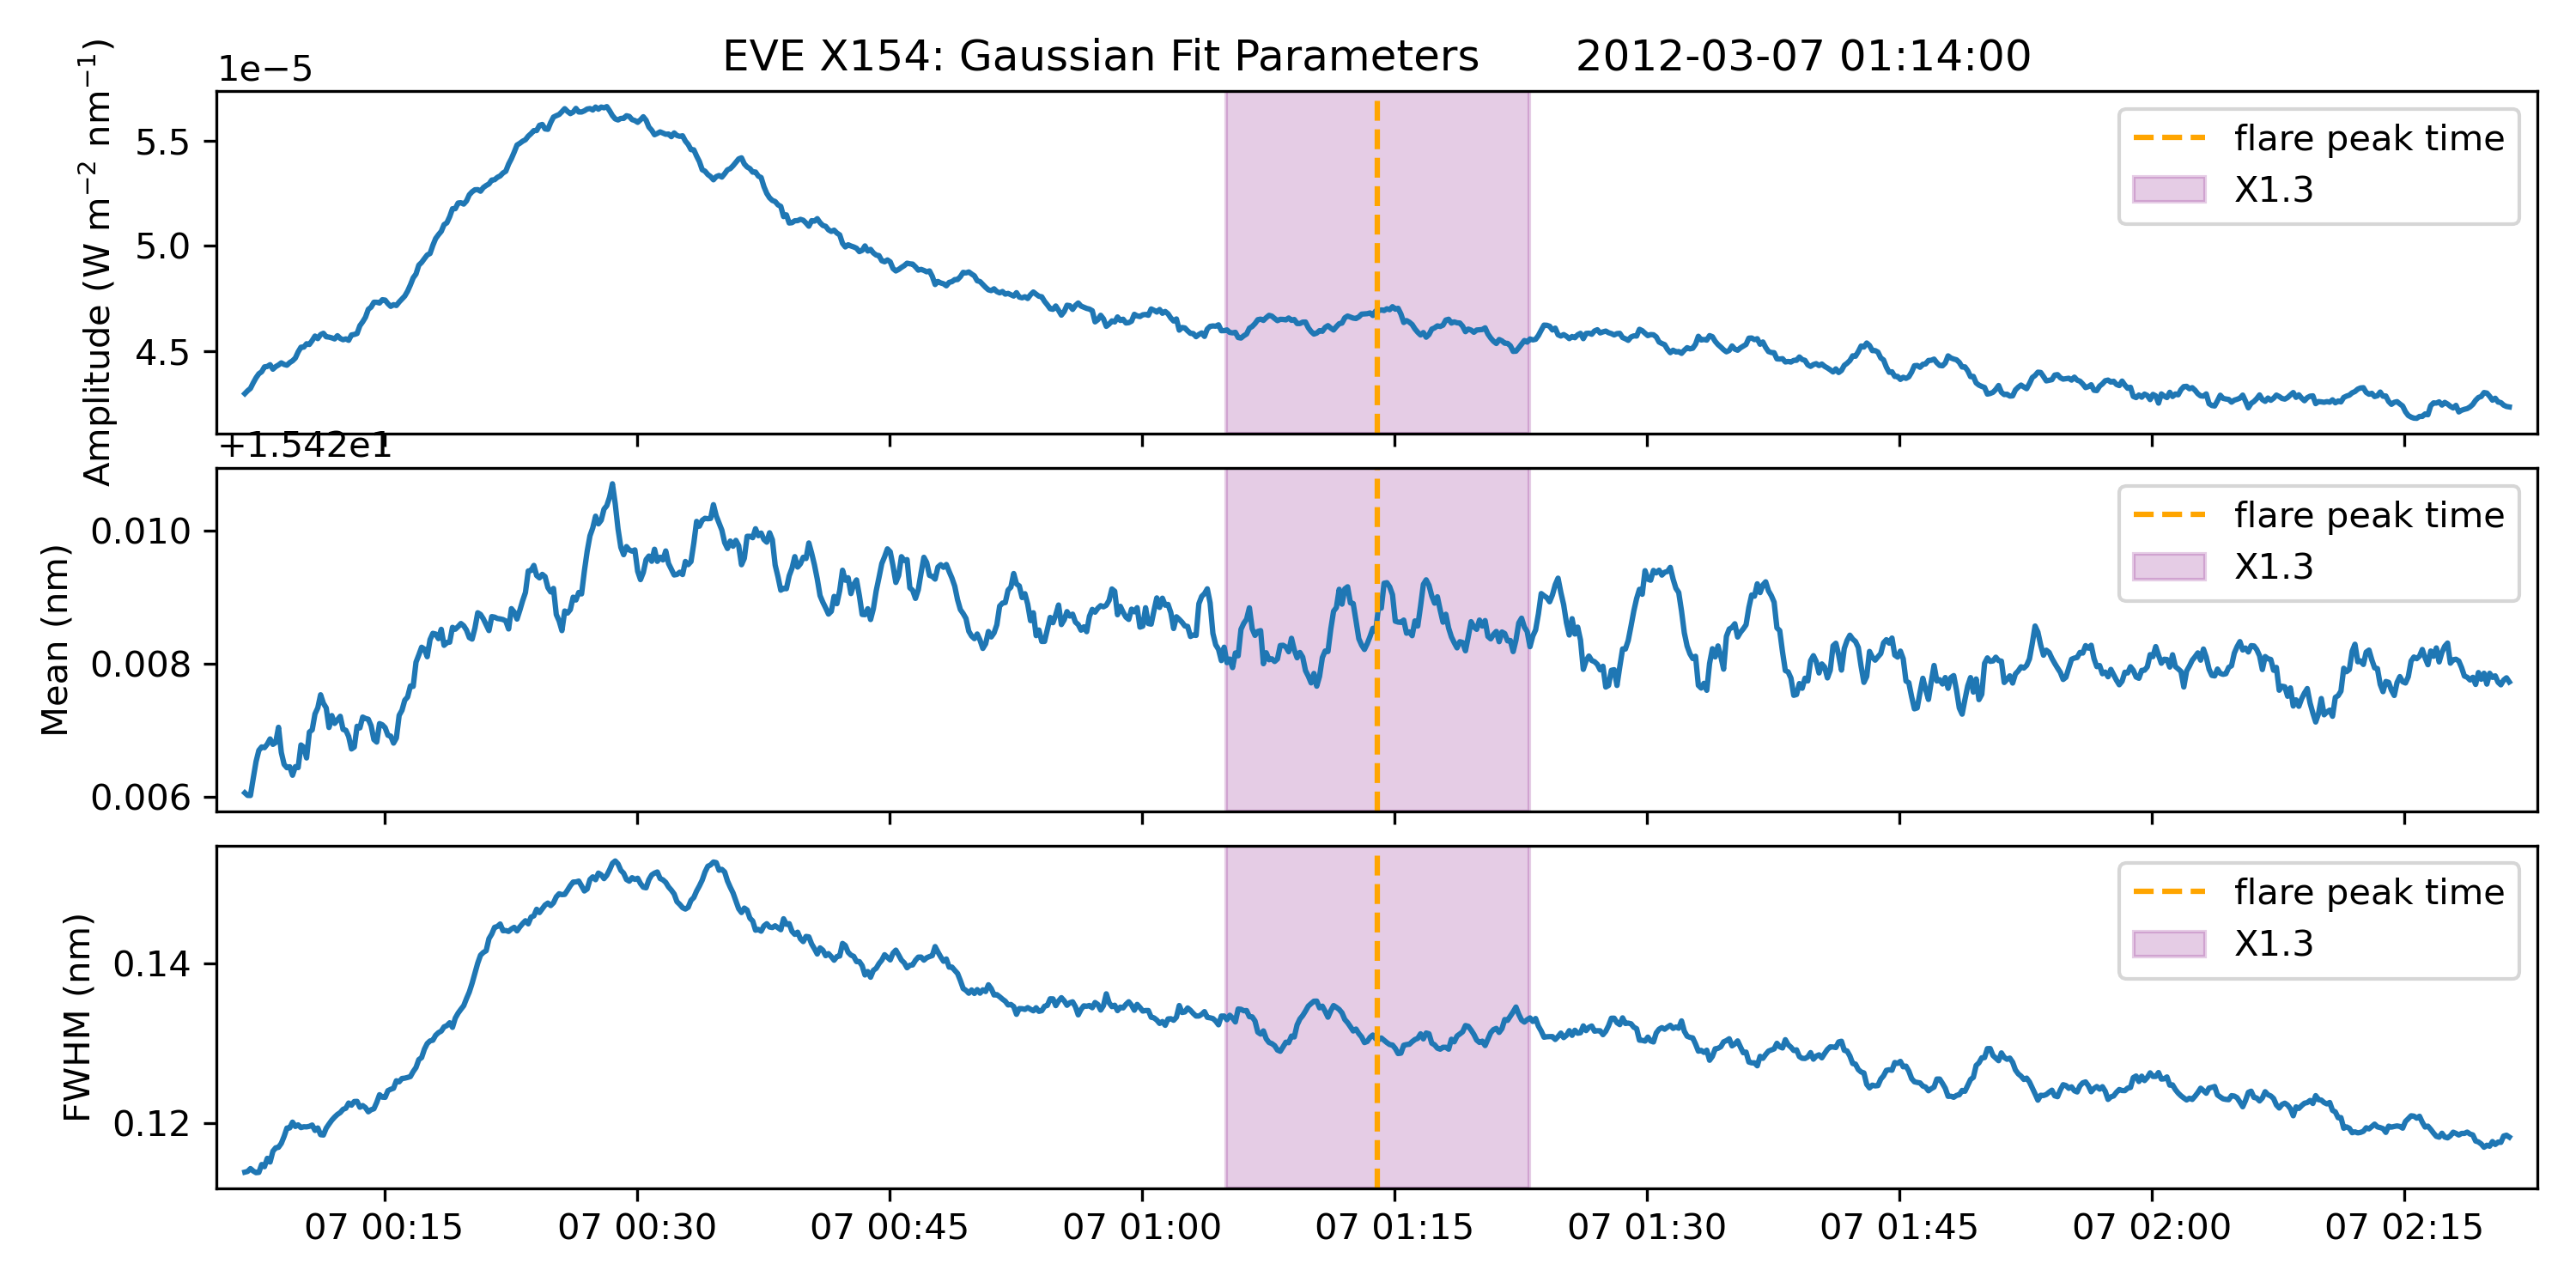 EVE X154: Gaussian Fit Parameters 2012-03-07 01:14:00
1e−5
Amplitude (W m⁻² nm⁻¹)
5.5
5.0
4.5
flare peak time
X1.3
+1.542e1
Mean (nm)
0.010
0.008
0.006
flare peak time
X1.3
FWHM (nm)
0.14
0.12
flare peak time
X1.3
07 00:15 07 00:30 07 00:45 07 01:00 07 01:15 07 01:30 07 01:45 07 02:00 07 02:15